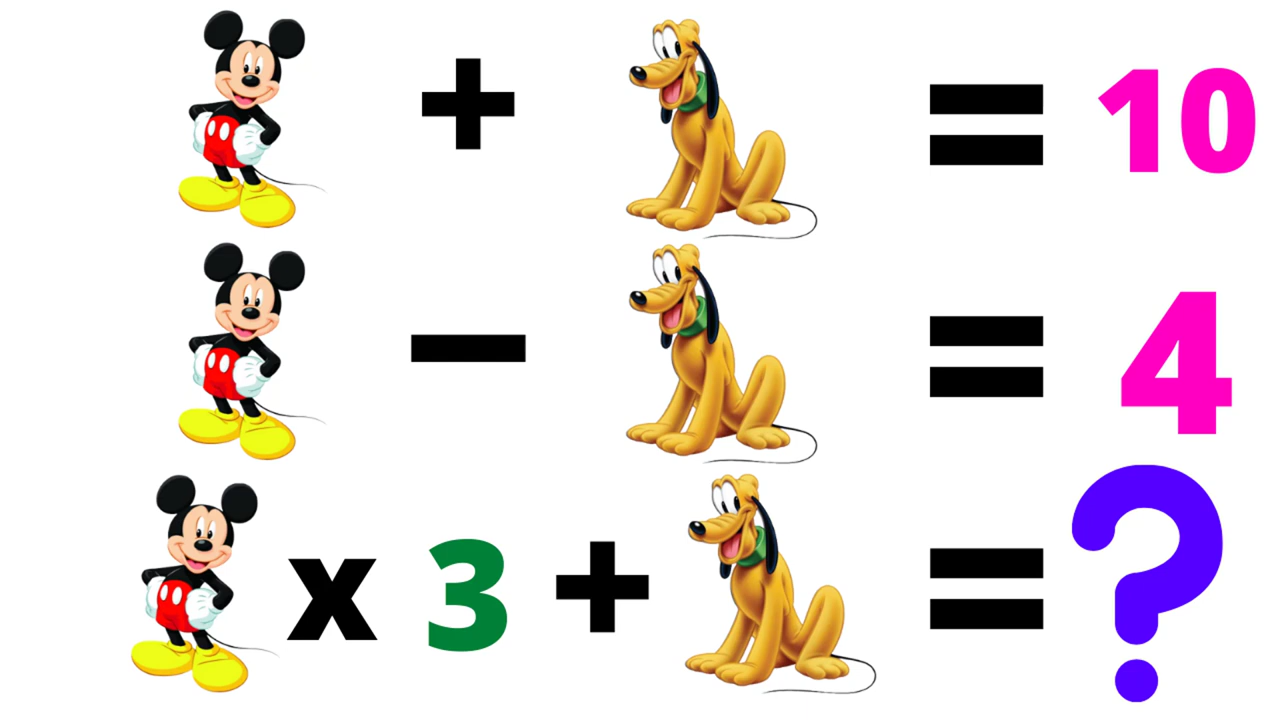 + = 10
− = 4
x 3 + = ?